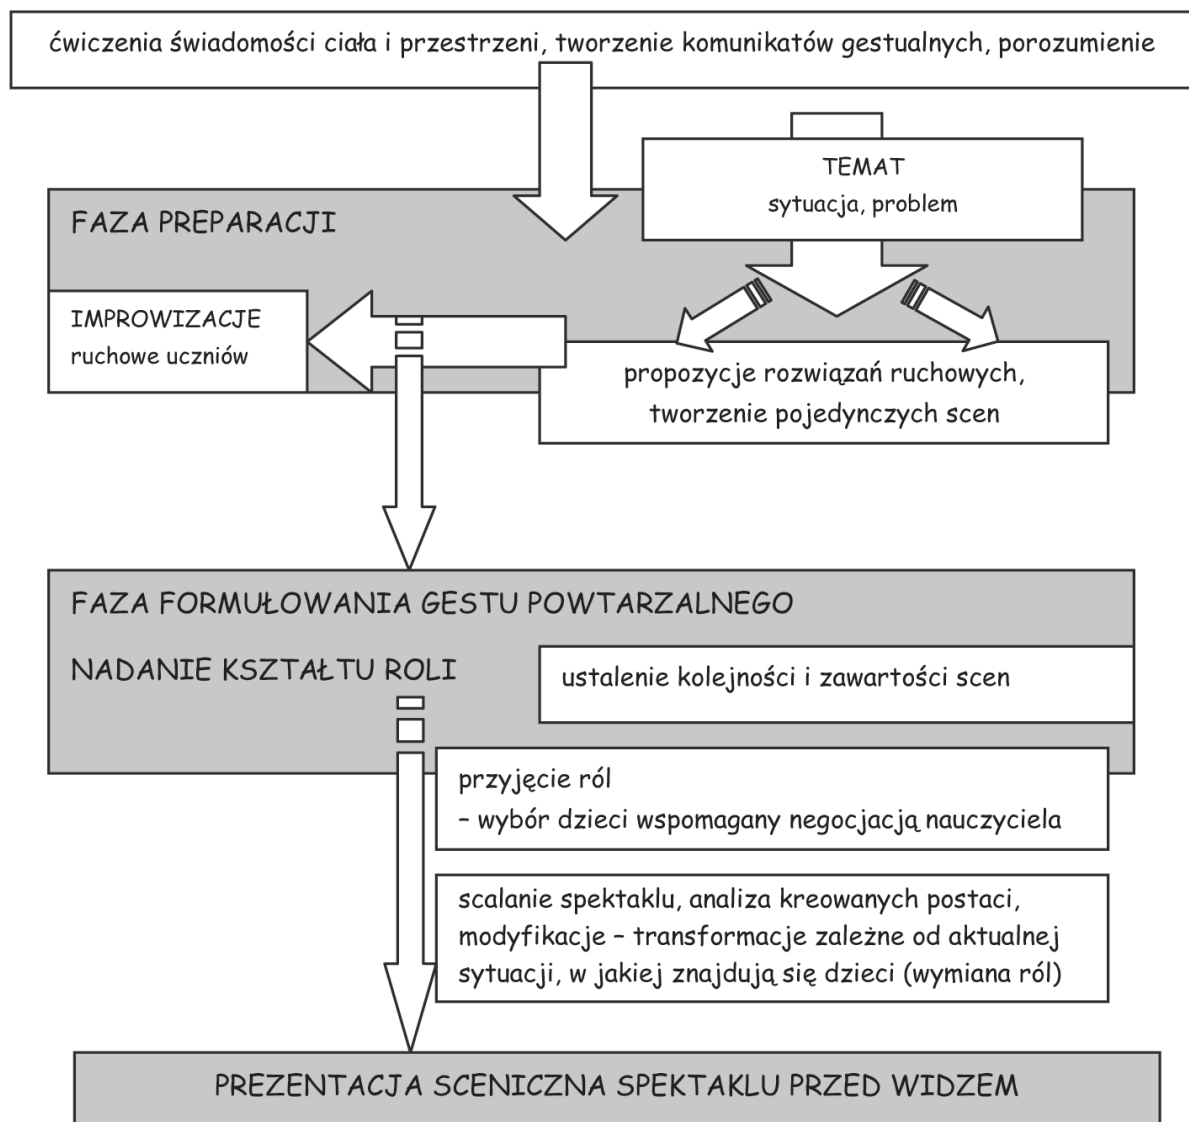 ćwiczenia świadomości ciała i przestrzeni, tworzenie komunikatów gestualnych, porozumienie
TEMAT
sytuacja, problem
FAZA PREPARACJI
IMPROWIZACJE
ruchowe uczniów
propozycje rozwiązań ruchowych,
tworzenie pojedynczych scen
FAZA FORMUŁOWANIA GESTU POWTARZALNEGO
NADANIE KSZTAŁTU ROLI
ustalenie kolejności i zawartości scen
przyjęcie ról
– wybór dzieci wspomagany negocjacją nauczyciela
scalanie spektaklu, analiza kreowanych postaci,
modyfikacje – transformacje zależne od aktualnej
sytuacji, w jakiej znajdują się dzieci (wymiana ról)
PREZENTACJA SCENICZNA SPEKTAKLU PRZED WIDZEM